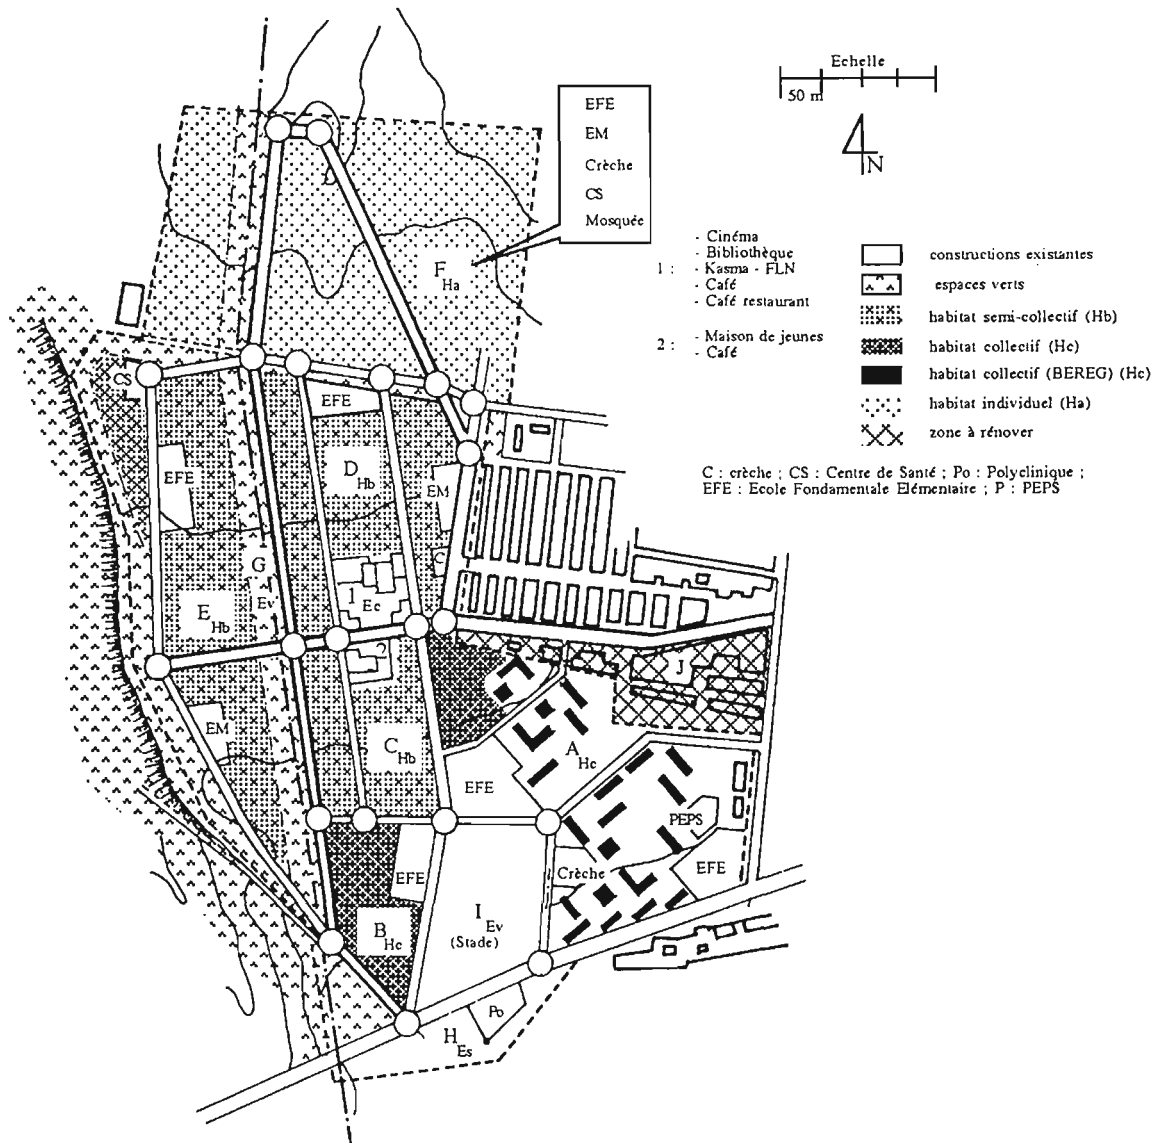 Echelle
50 m
N
EFE
EM
Crèche
CS
Mosquée
- Cinéma
- Bibliothèque
1 : - Kasma - FLN
- Café
- Café restaurant
2 : - Maison de jeunes
- Café
constructions existantes
espaces verts
habitat semi-collectif (Hb)
habitat collectif (Hc)
habitat collectif (BEREG) (Hc)
habitat individuel (Ha)
zone à rénover
C : crèche ; CS : Centre de Santé ; Po : Polyclinique ;
EFE : Ecole Fondamentale Elémentaire ; P : PEPS
F
Ha
CS
EFE
D
Hb
EFE
EM
C
G
Ev
1
Ec
E
Hb
2
J
EM
C
Hb
A
Hc
EFE
PEPS
Crèche
EFE
EFE
B
Hc
I
Ev
(Stade)
Po
H
Es